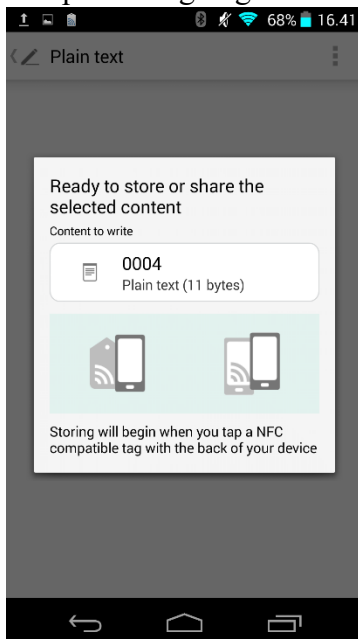 68% 16.41
Plain text
Ready to store or share the
selected content
Content to write
0004
Plain text (11 bytes)
Storing will begin when you tap a NFC
compatible tag with the back of your device